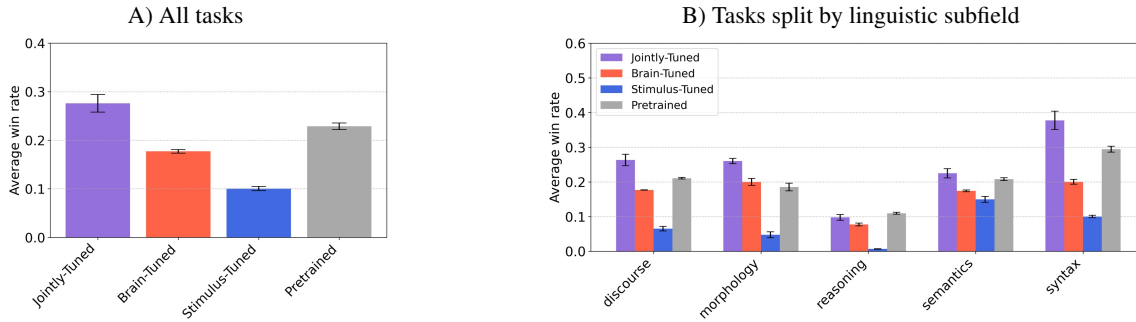 A) All tasks
0.4
0.3
0.2
0.1
0.0
Average win rate
Jointly-Tuned
Brain-Tuned
Stimulus-Tuned
Pretrained
B) Tasks split by linguistic subfield
0.6
0.5
0.4
0.3
0.2
0.1
0.0
Average win rate
Jointly-Tuned
Brain-Tuned
Stimulus-Tuned
Pretrained
discourse
morphology
reasoning
semantics
syntax